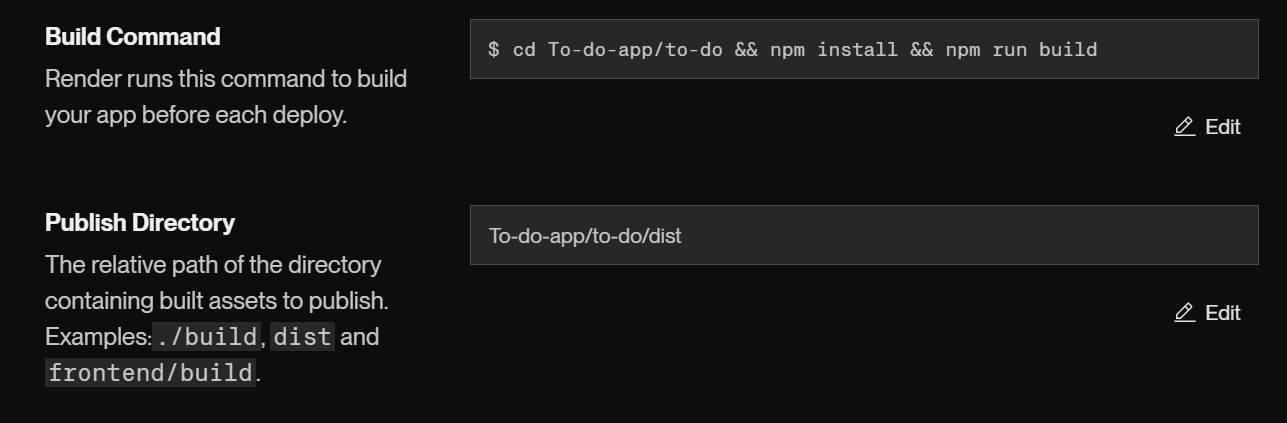 Build Command
Render runs this command to build
your app before each deploy.
$ cd To-do-app/to-do && npm install && npm run build
Edit
Publish Directory
The relative path of the directory
containing built assets to publish.
Examples: ./build, dist and
frontend/build.
To-do-app/to-do/dist
Edit